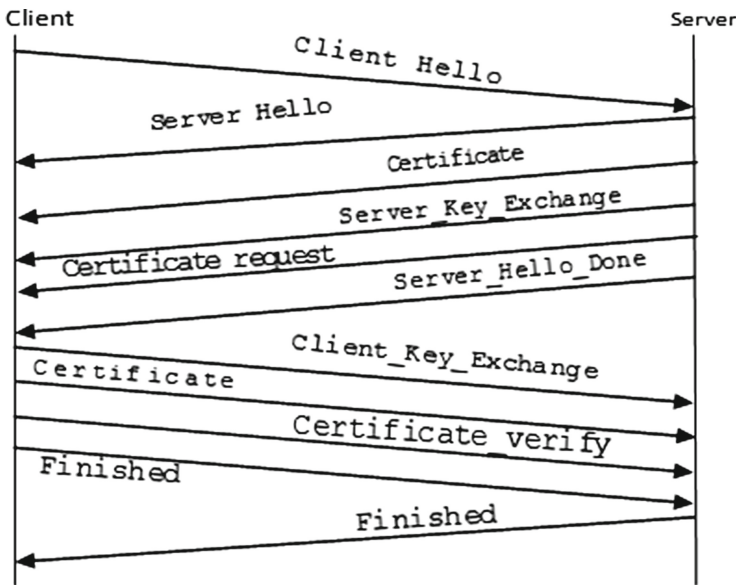 Client
Server
Client Hello
Server Hello
Certificate
Server_Key_Exchange
Certificate request
Server_Hello_Done
Client_Key_Exchange
Certificate
Certificate_verify
Finished
Finished